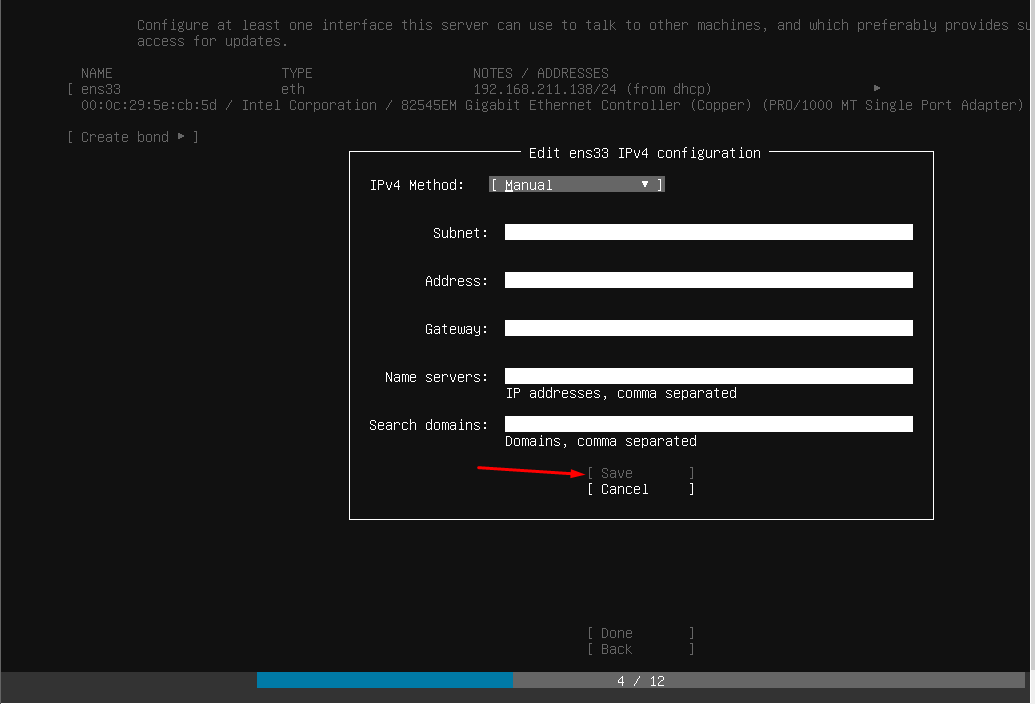 Configure at least one interface this server can use to talk to other machines, and which preferably provides su
access for updates.
NAME TYPE NOTES / ADDRESSES
[ ens33 eth 192.168.211.138/24 (from dhcp) ▸
00:0c:29:5e:cb:5d / Intel Corporation / 82545EM Gigabit Ethernet Controller (Copper) (PRO/1000 MT Single Port Adapter)
[ Create bond ▸ ]
Edit ens33 IPv4 configuration
IPv4 Method: [ Manual ▾ ]
Subnet:
Address:
Gateway:
Name servers:
IP addresses, comma separated
Search domains:
Domains, comma separated
[ Save ]
[ Cancel ]
[ Done ]
[ Back ]
4 / 12